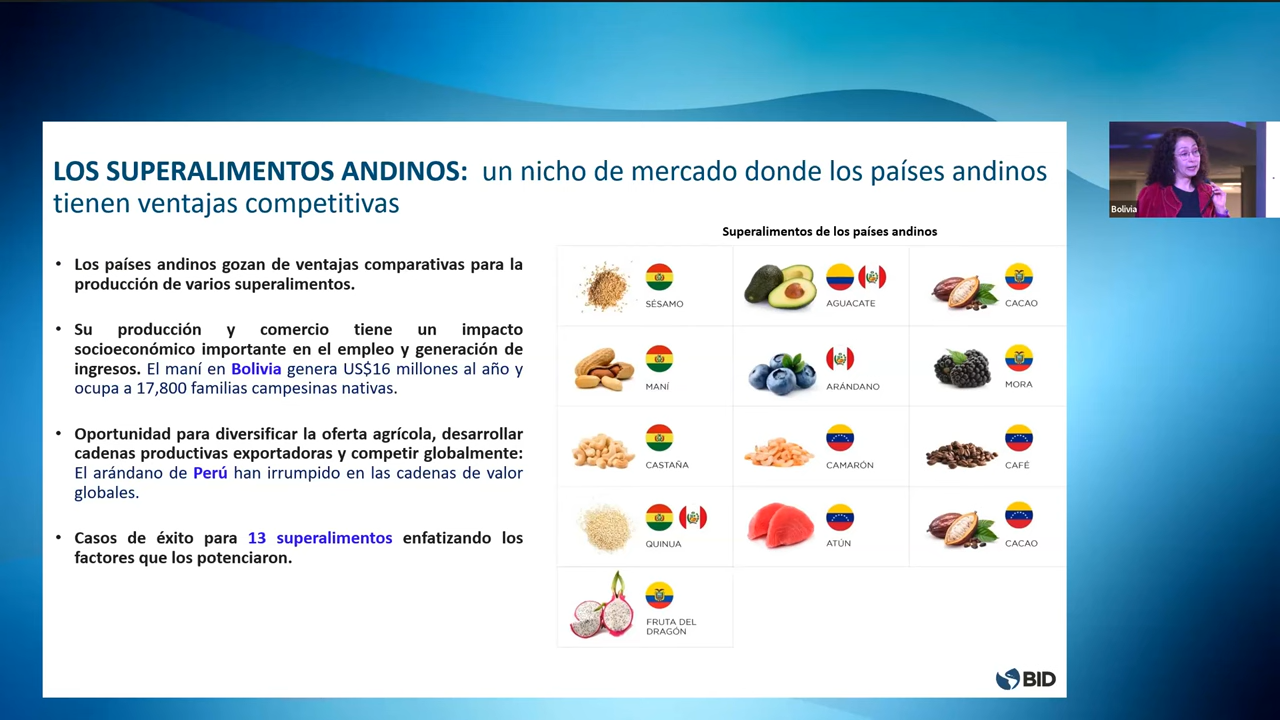 LOS SUPERALIMENTOS ANDINOS: un nicho de mercado donde los países andinos
tienen ventajas competitivas
• Los países andinos gozan de ventajas comparativas para la
producción de varios superalimentos.
• Su producción y comercio tiene un impacto
socioeconómico importante en el empleo y generación de
ingresos. El maní en Bolivia genera US$16 millones al año y
ocupa a 17,800 familias campesinas nativas.
• Oportunidad para diversificar la oferta agrícola, desarrollar
cadenas productivas exportadoras y competir globalmente:
El arándano de Perú han irrumpido en las cadenas de valor
globales.
• Casos de éxito para 13 superalimentos enfatizando los
factores que los potenciaron.
Superalimentos de los países andinos
SÉSAMO
AGUACATE
CACAO
MANÍ
ARÁNDANO
MORA
CASTAÑA
CAMARÓN
CAFÉ
QUINUA
ATÚN
CACAO
FRUTA DEL
DRAGÓN
BID
Bolivia